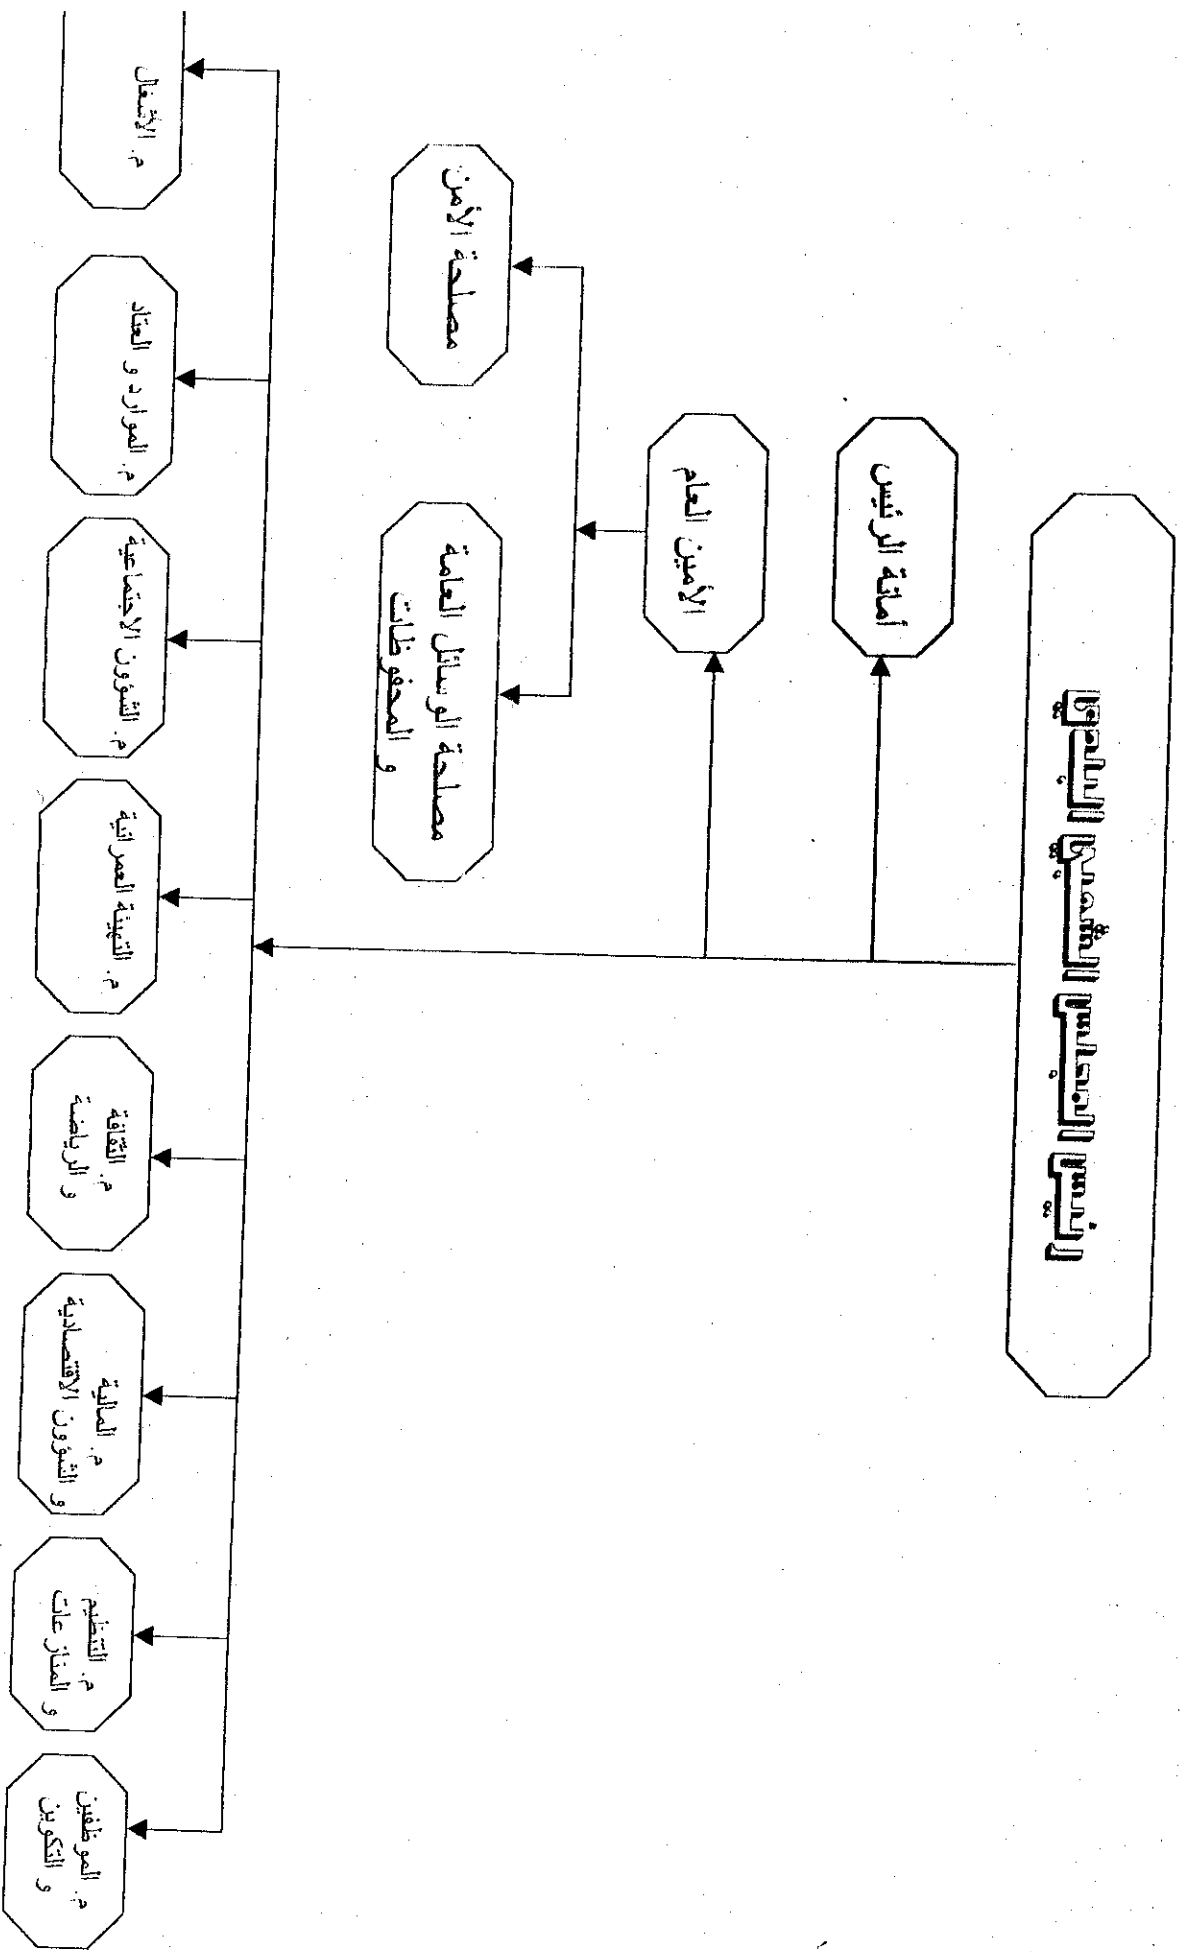 رئيس المجلس الشعبي البلدي
أمانة الرئيس
الأمين العام
مصلحة الأمن
مصلحة الوسائل العامة
و المحفوظات
م. الموظفين
و التكوين
م. التنظيم
و المنازعات
م. المالية
و الشؤون الاقتصادية
م. الثقافة
و الرياضة
م. التهيئة العمرانية
م. الشؤون الاجتماعية
م. الموارد و العتاد
م. الأشغال